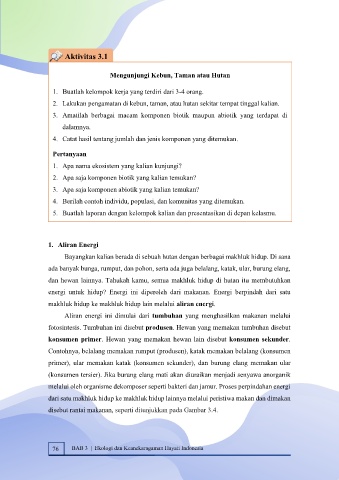 Aktivitas 3.1
Mengunjungi Kebun, Taman atau Hutan
1. Buatlah kelompok kerja yang terdiri dari 3-4 orang.
2. Lakukan pengamatan di kebun, taman, atau hutan sekitar tempat tinggal kalian.
3. Amatilah berbagai macam komponen biotik maupun abiotik yang terdapat di
dalamnya.
4. Catat hasil tentang jumlah dan jenis komponen yang ditemukan.
Pertanyaan
1. Apa nama ekosistem yang kalian kunjungi?
2. Apa saja komponen biotik yang kalian temukan?
3. Apa saja komponen abiotik yang kalian temukan?
4. Berilah contoh individu, populasi, dan komunitas yang ditemukan.
5. Buatlah laporan dengan kelompok kalian dan presentasikan di depan kelasmu.
1. Aliran Energi
Bayangkan kalian berada di sebuah hutan dengan berbagai makhluk hidup. Di sana
ada banyak bunga, rumput, dan pohon, serta ada juga belalang, katak, ular, burung elang,
dan hewan lainnya. Tahukah kamu, semua makhluk hidup di hutan itu membutuhkan
energi untuk hidup? Energi ini diperoleh dari makanan. Energi berpindah dari satu
makhluk hidup ke makhluk hidup lain melalui aliran energi.
Aliran energi ini dimulai dari tumbuhan yang menghasilkan makanan melalui
fotosintesis. Tumbuhan ini disebut produsen. Hewan yang memakan tumbuhan disebut
konsumen primer. Hewan yang memakan hewan lain disebut konsumen sekunder.
Contohnya, belalang memakan rumput (produsen), katak memakan belalang (konsumen
primer), ular memakan katak (konsumen sekunder), dan burung elang memakan ular
(konsumen tersier). Jika burung elang mati akan diuraikan menjadi senyawa anorganik
melalui oleh organisme dekomposer seperti bakteri dan jamur. Proses perpindahan energi
dari satu makhluk hidup ke makhluk hidup lainnya melalui peristiwa makan dan dimakan
disebut rantai makanan, seperti ditunjukkan pada Gambar 3.4.
76 BAB 3 | Ekologi dan Keanekaragaman Hayati Indonesia